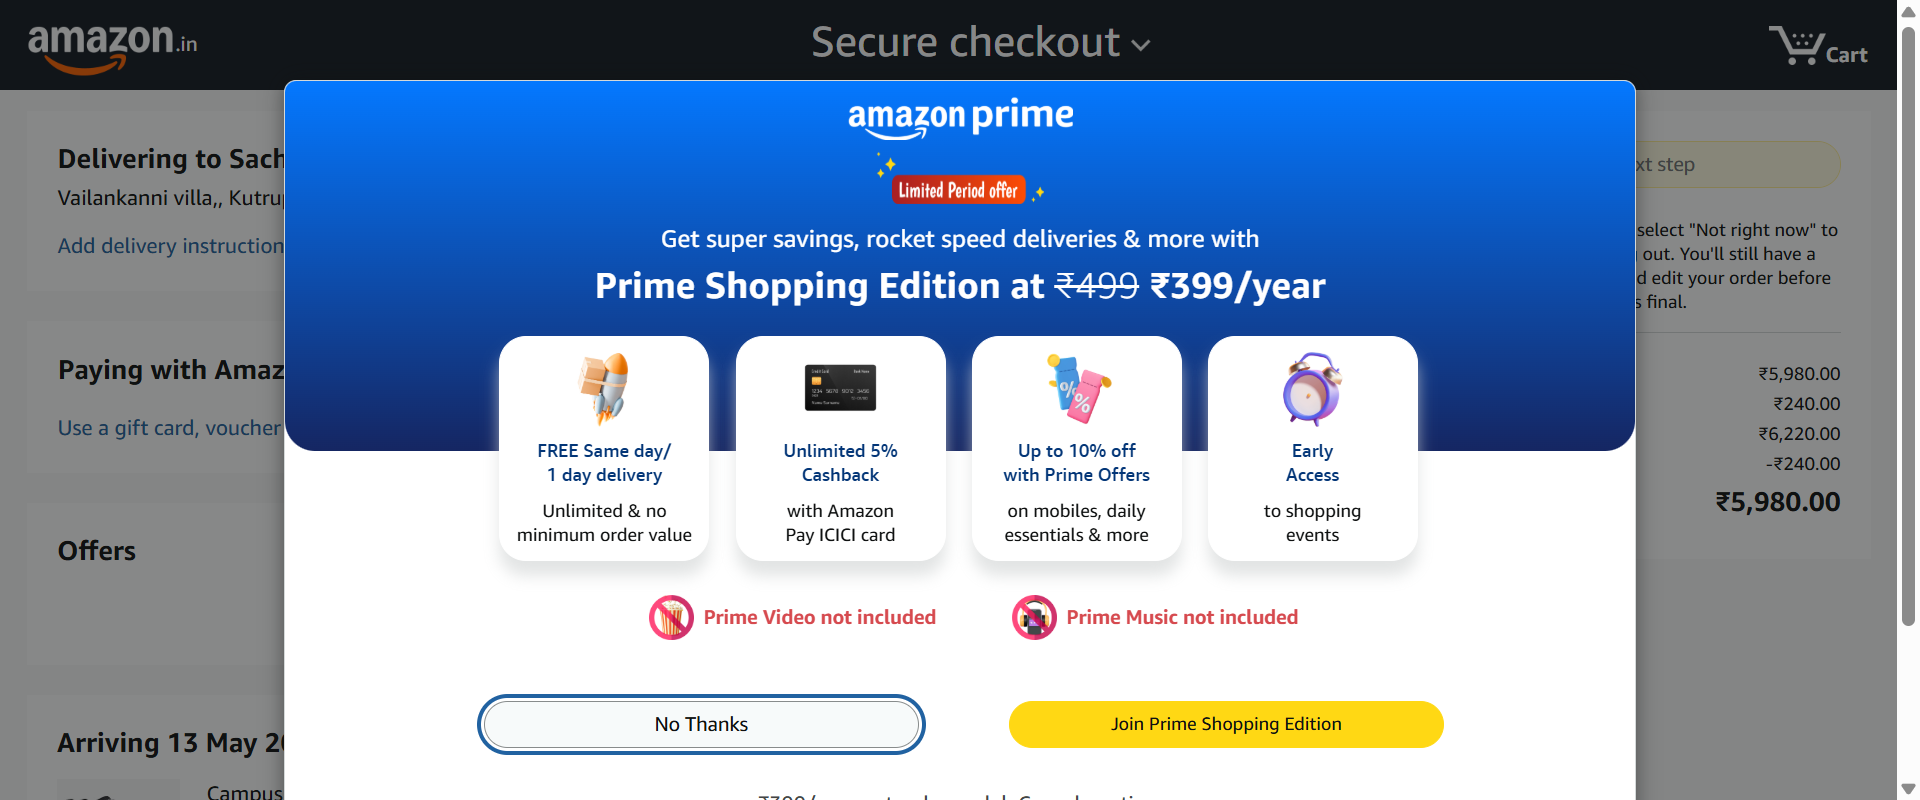 amazon.in
Secure checkout
Cart
Delivering to Sach
Vailankanni villa,, Kutru
Add delivery instruction
Paying with Amaz
Use a gift card, voucher
Offers
Arriving 13 May 20
Campus
amazon prime
Limited Period offer
Get super savings, rocket speed deliveries & more with
Prime Shopping Edition at ₹499 ₹399/year
FREE Same day/
1 day delivery
Unlimited & no
minimum order value
Unlimited 5%
Cashback
with Amazon
Pay ICICI card
Up to 10% off
with Prime Offers
on mobiles, daily
essentials & more
Early
Access
to shopping
events
Prime Video not included
Prime Music not included
No Thanks
Join Prime Shopping Edition
xt step
select "Not right now" to
out. You'll still have a
d edit your order before
s final.
₹5,980.00
₹240.00
₹6,220.00
-₹240.00
₹5,980.00